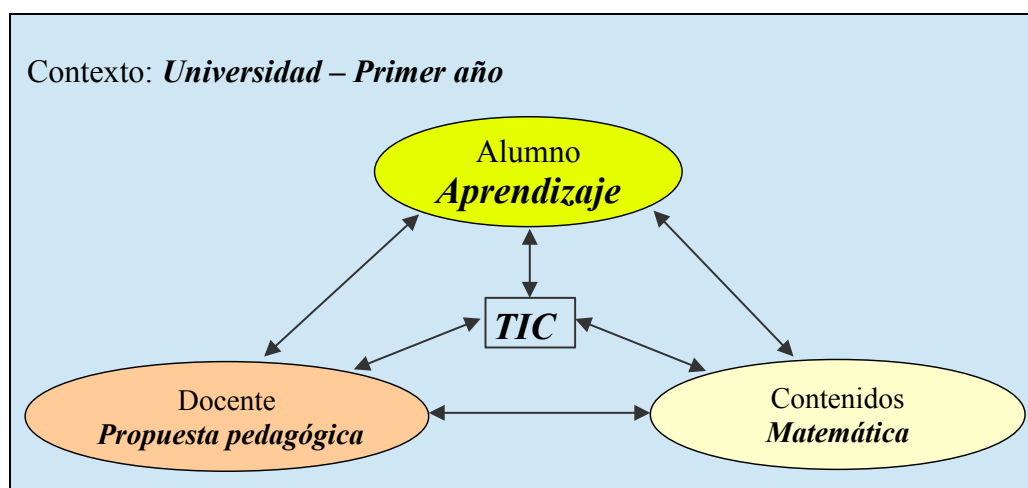 Contexto: Universidad – Primer año
Alumno
Aprendizaje
TIC
Docente
Propuesta pedagógica
Contenidos
Matemática